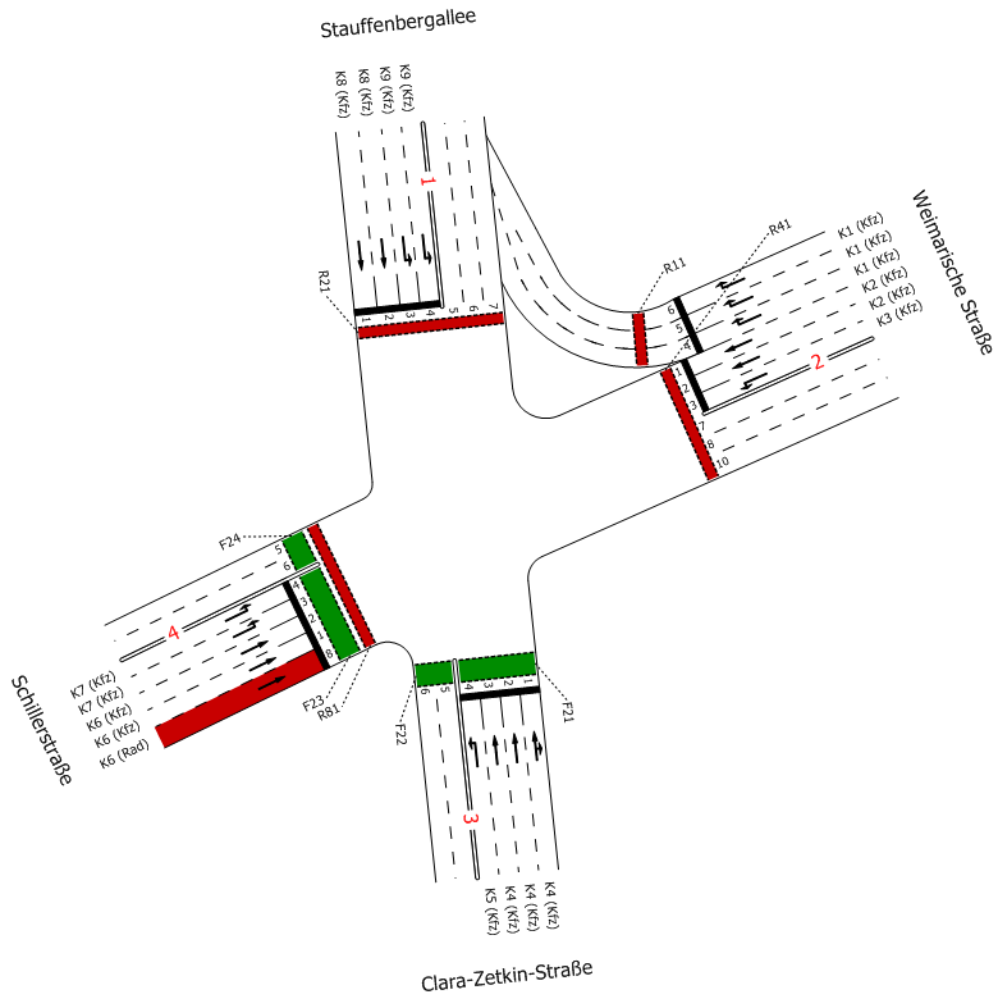 Stauffenbergallee
K8 (Kfz)
K8 (Kfz)
K9 (Kfz)
K9 (Kfz)
1
1
2
3
4
5
6
7
R21
Weimarische Straße
K1 (Kfz)
K1 (Kfz)
K1 (Kfz)
K2 (Kfz)
K2 (Kfz)
K3 (Kfz)
R41
R11
2
6
5
4
1
2
3
7
8
10
F24
5
6
4
4
3
2
1
8
Schillerstraße
K7 (Kfz)
K7 (Kfz)
K6 (Kfz)
K6 (Kfz)
K6 (Rad)
F23
R81
F22
F21
6
5
4
3
2
1
3
K5 (Kfz)
K4 (Kfz)
K4 (Kfz)
K4 (Kfz)
Clara-Zetkin-Straße